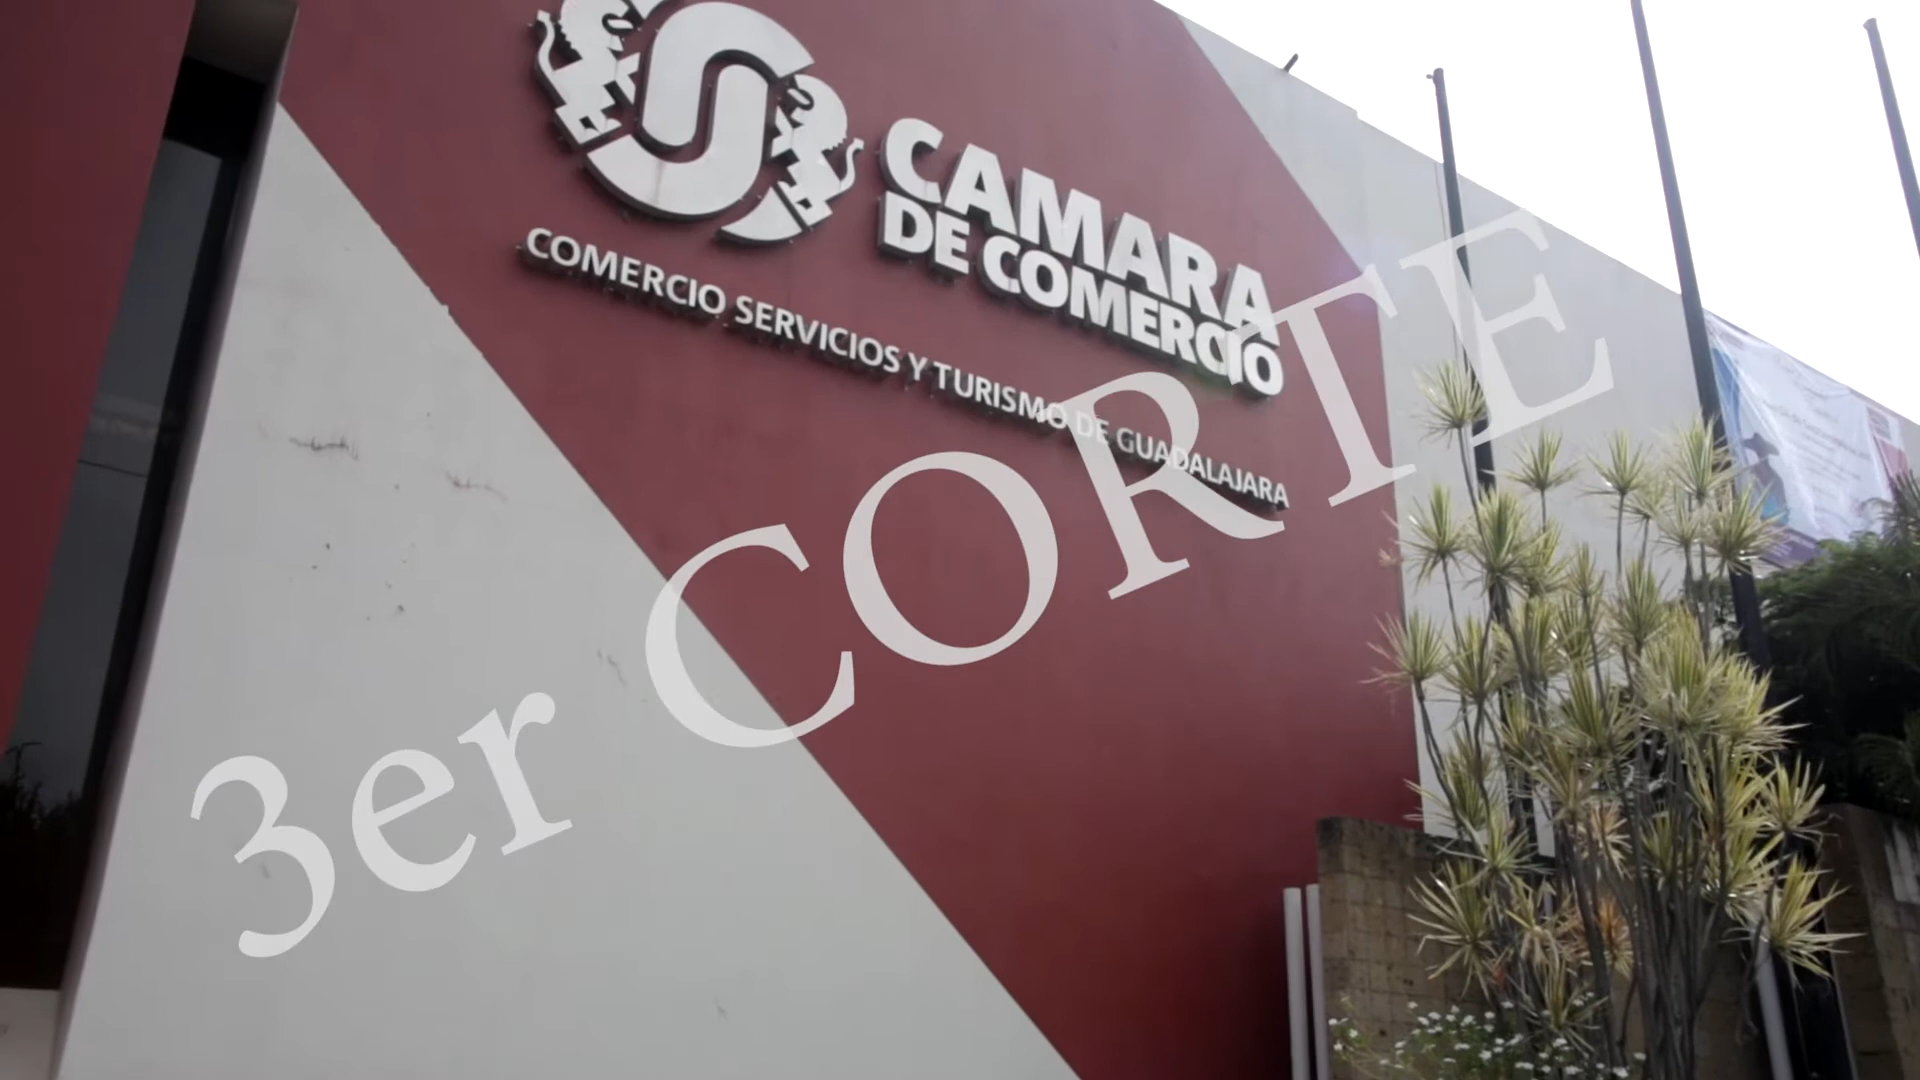 CAMARA
DE COMERCIO
COMERCIO SERVICIOS Y TURISMO DE GUADALAJARA
3er CORTE